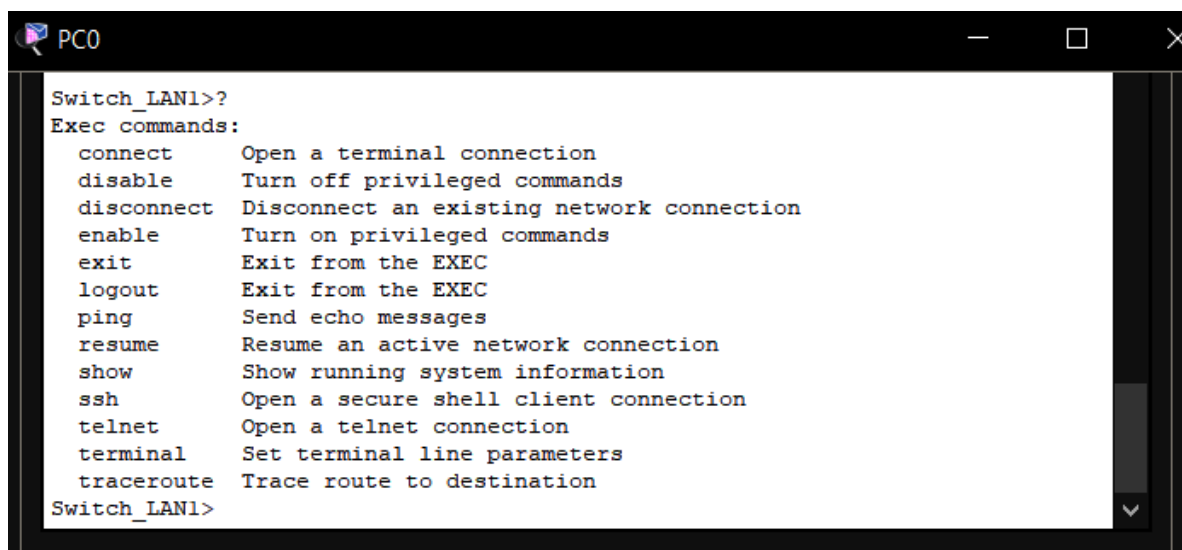 PC0
Switch_LAN1>?
Exec commands:
  connect     Open a terminal connection
  disable     Turn off privileged commands
  disconnect  Disconnect an existing network connection
  enable      Turn on privileged commands
  exit        Exit from the EXEC
  logout      Exit from the EXEC
  ping        Send echo messages
  resume      Resume an active network connection
  show        Show running system information
  ssh         Open a secure shell client connection
  telnet      Open a telnet connection
  terminal    Set terminal line parameters
  traceroute  Trace route to destination
Switch_LAN1>